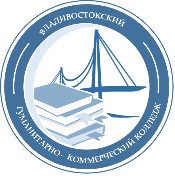 ВЛАДИВОСТОКСКИЙ
ГУМАНИТАРНО - КОММЕРЧЕСКИЙ КОЛЛЕДЖ